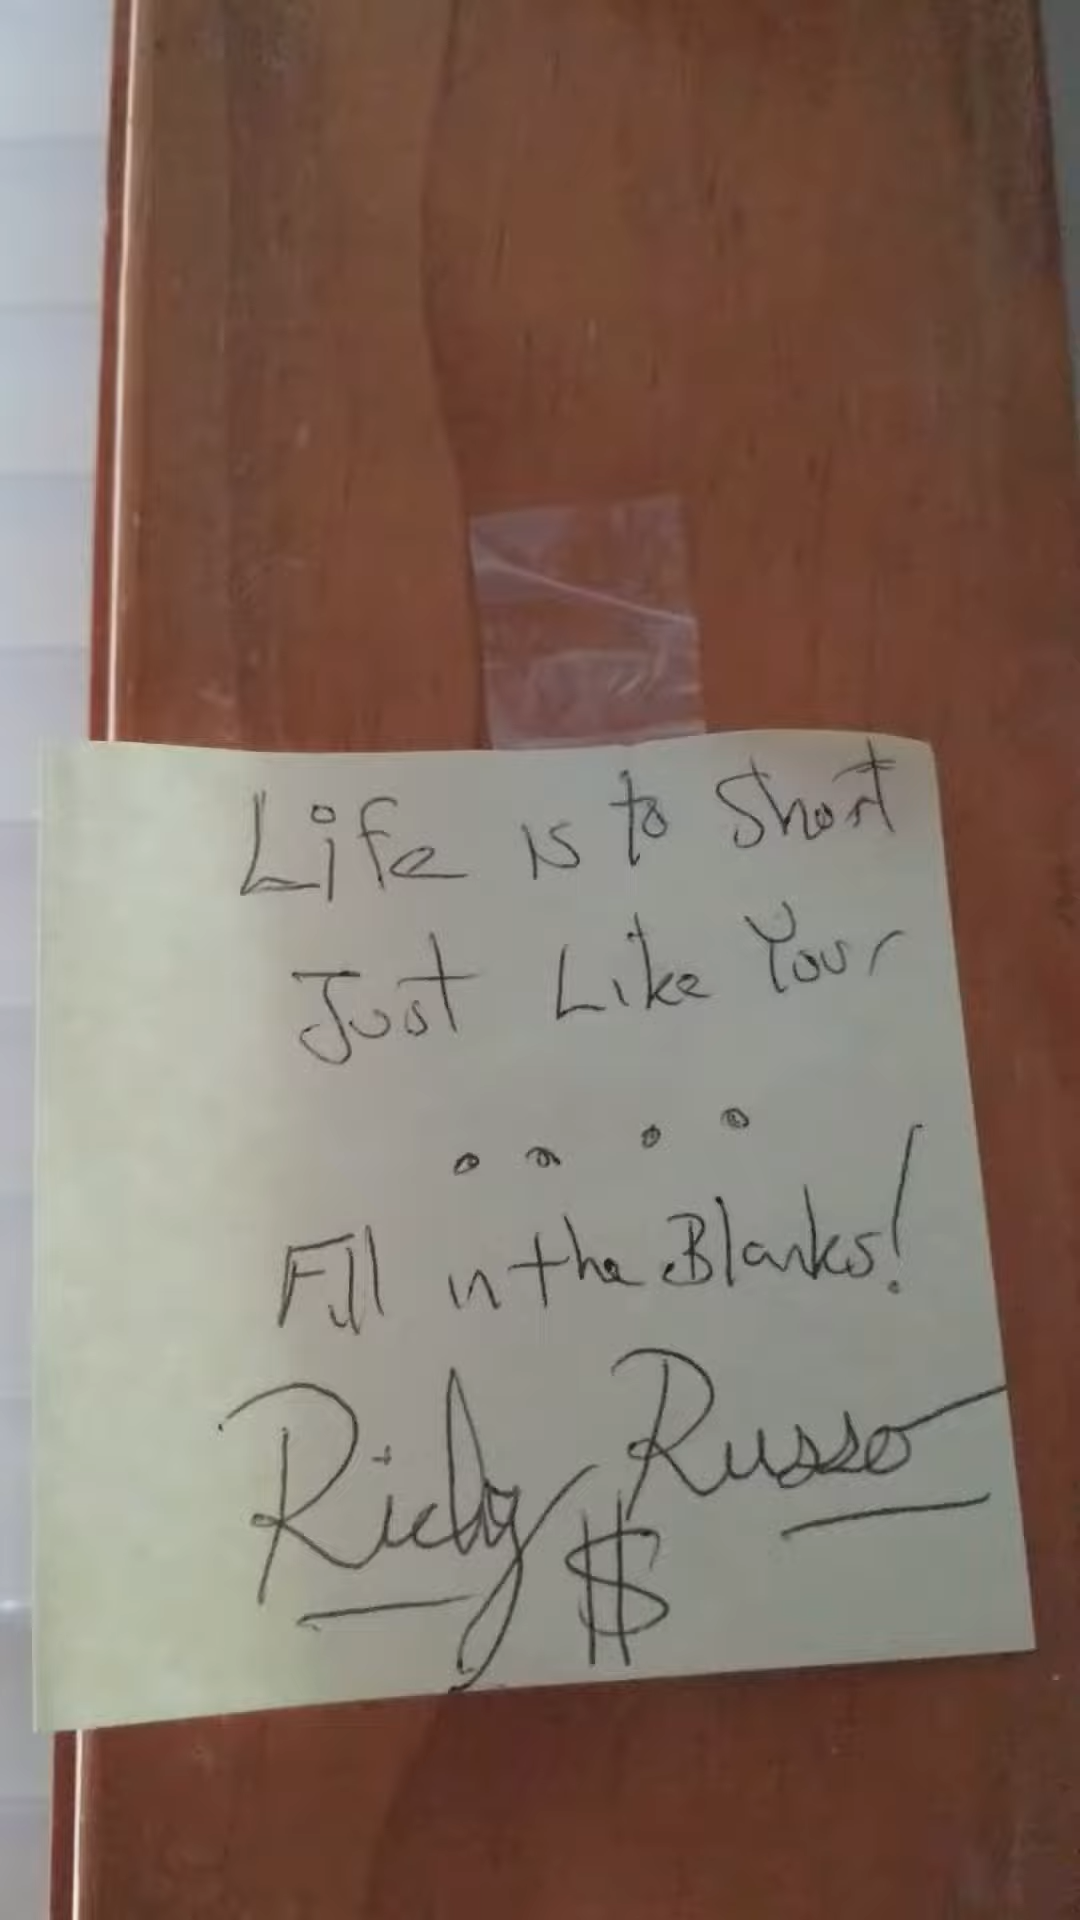 Life is to Short
Just Like Your
. . . .
Fill in the Blanks!
Ricky Russo
$